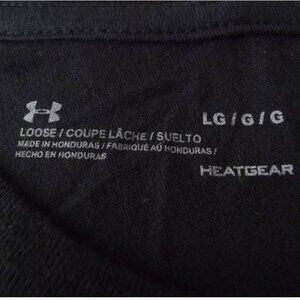 LG / G / G
LOOSE / COUPE LÂCHE / SUELTO
MADE IN HONDURAS / FABRIQUÉ AU HONDURAS /
HECHO EN HONDURAS
HEATGEAR